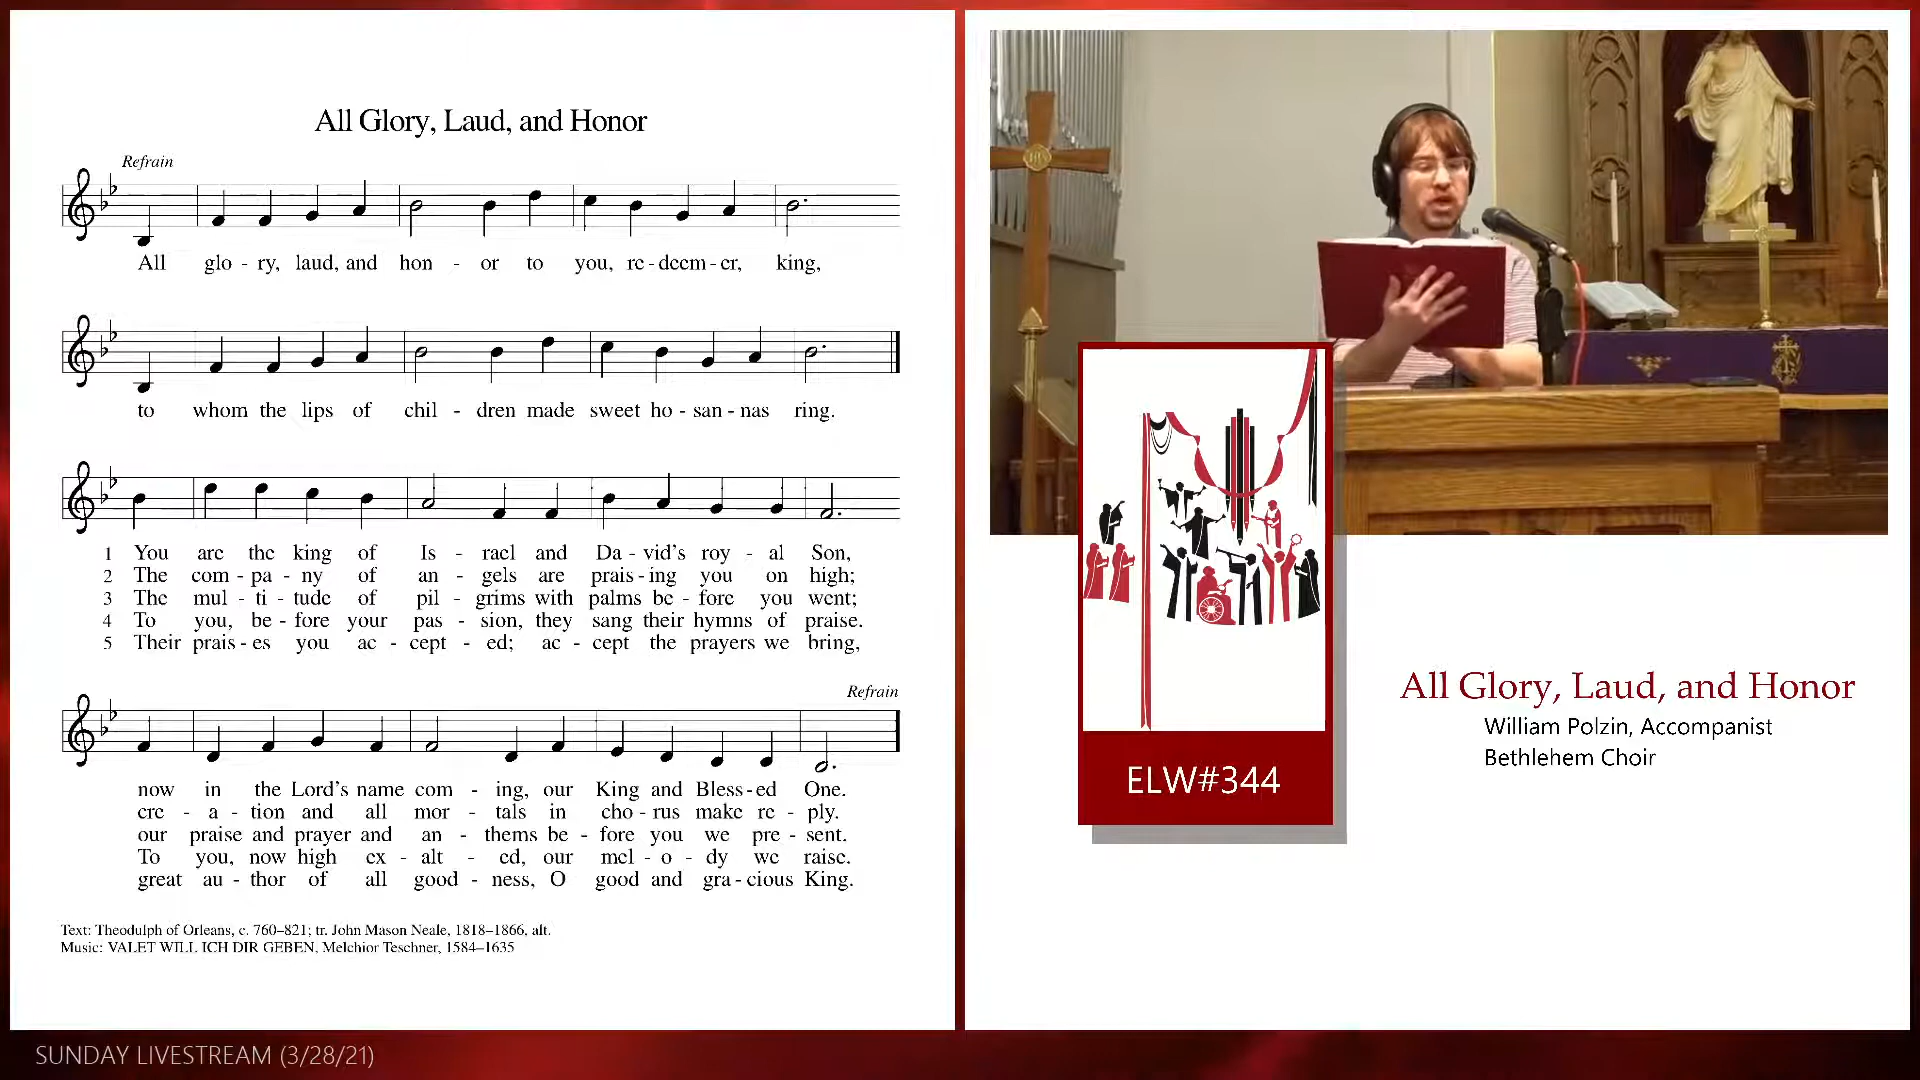 All Glory, Laud, and Honor
Refrain
All glo - ry, laud, and hon - or to you, re - deem - er, king,
to whom the lips of chil - dren made sweet ho - san - nas ring.
1 You are the king of Is - rael and Da - vid's roy - al Son,
2 The com - pa - ny of an - gels are prais - ing you on high;
3 The mul - ti - tude of pil - grims with palms be - fore you went;
4 To you, be - fore your pas - sion, they sang their hymns of praise.
5 Their prais - es you ac - cept - ed; ac - cept the prayers we bring,
Refrain
now in the Lord's name com - ing, our King and Bless - ed One.
cre - a - tion and all mor - tals in cho - rus make re - ply.
our praise and prayer and an - thems be - fore you we pre - sent.
To you, now high ex - alt - ed, our mel - o - dy we raise.
great au - thor of all good - ness, O good and gra - cious King.
Text: Theodulph of Orleans, c. 760–821; tr. John Mason Neale, 1818–1866, alt.
Music: VALET WILL ICH DIR GEBEN, Melchior Teschner, 1584–1635
ELW#344
All Glory, Laud, and Honor
William Polzin, Accompanist
Bethlehem Choir
SUNDAY LIVESTREAM (3/28/21)